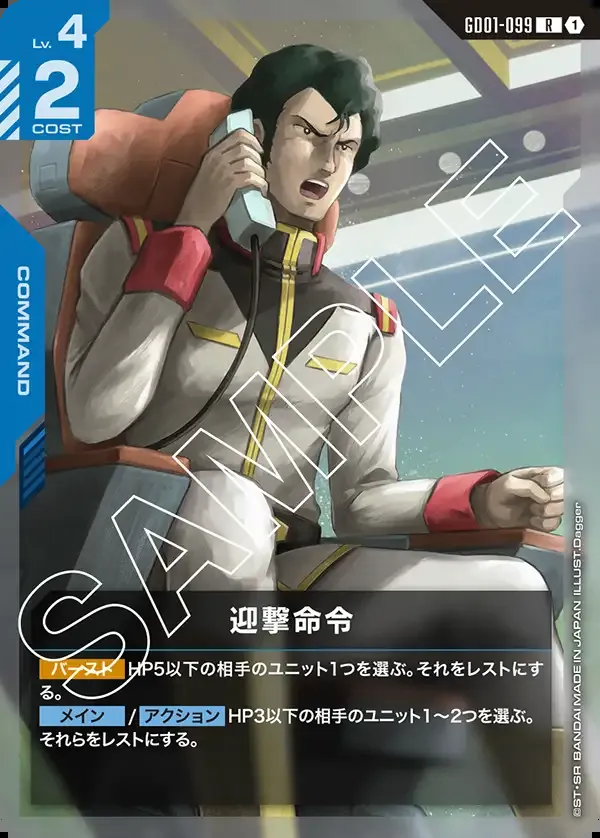 GD01-099 R 1
Lv. 4
2
COST
COMMAND
SAMPLE
迎撃命令
バースト HP5以下の相手のユニット1つを選ぶ。それをレストにす
る。
メイン / アクション HP3以下の相手のユニット1〜2つを選ぶ。
それらをレストにする。
©ST・SR BANDAI MADE IN JAPAN ILLUST.Dagger